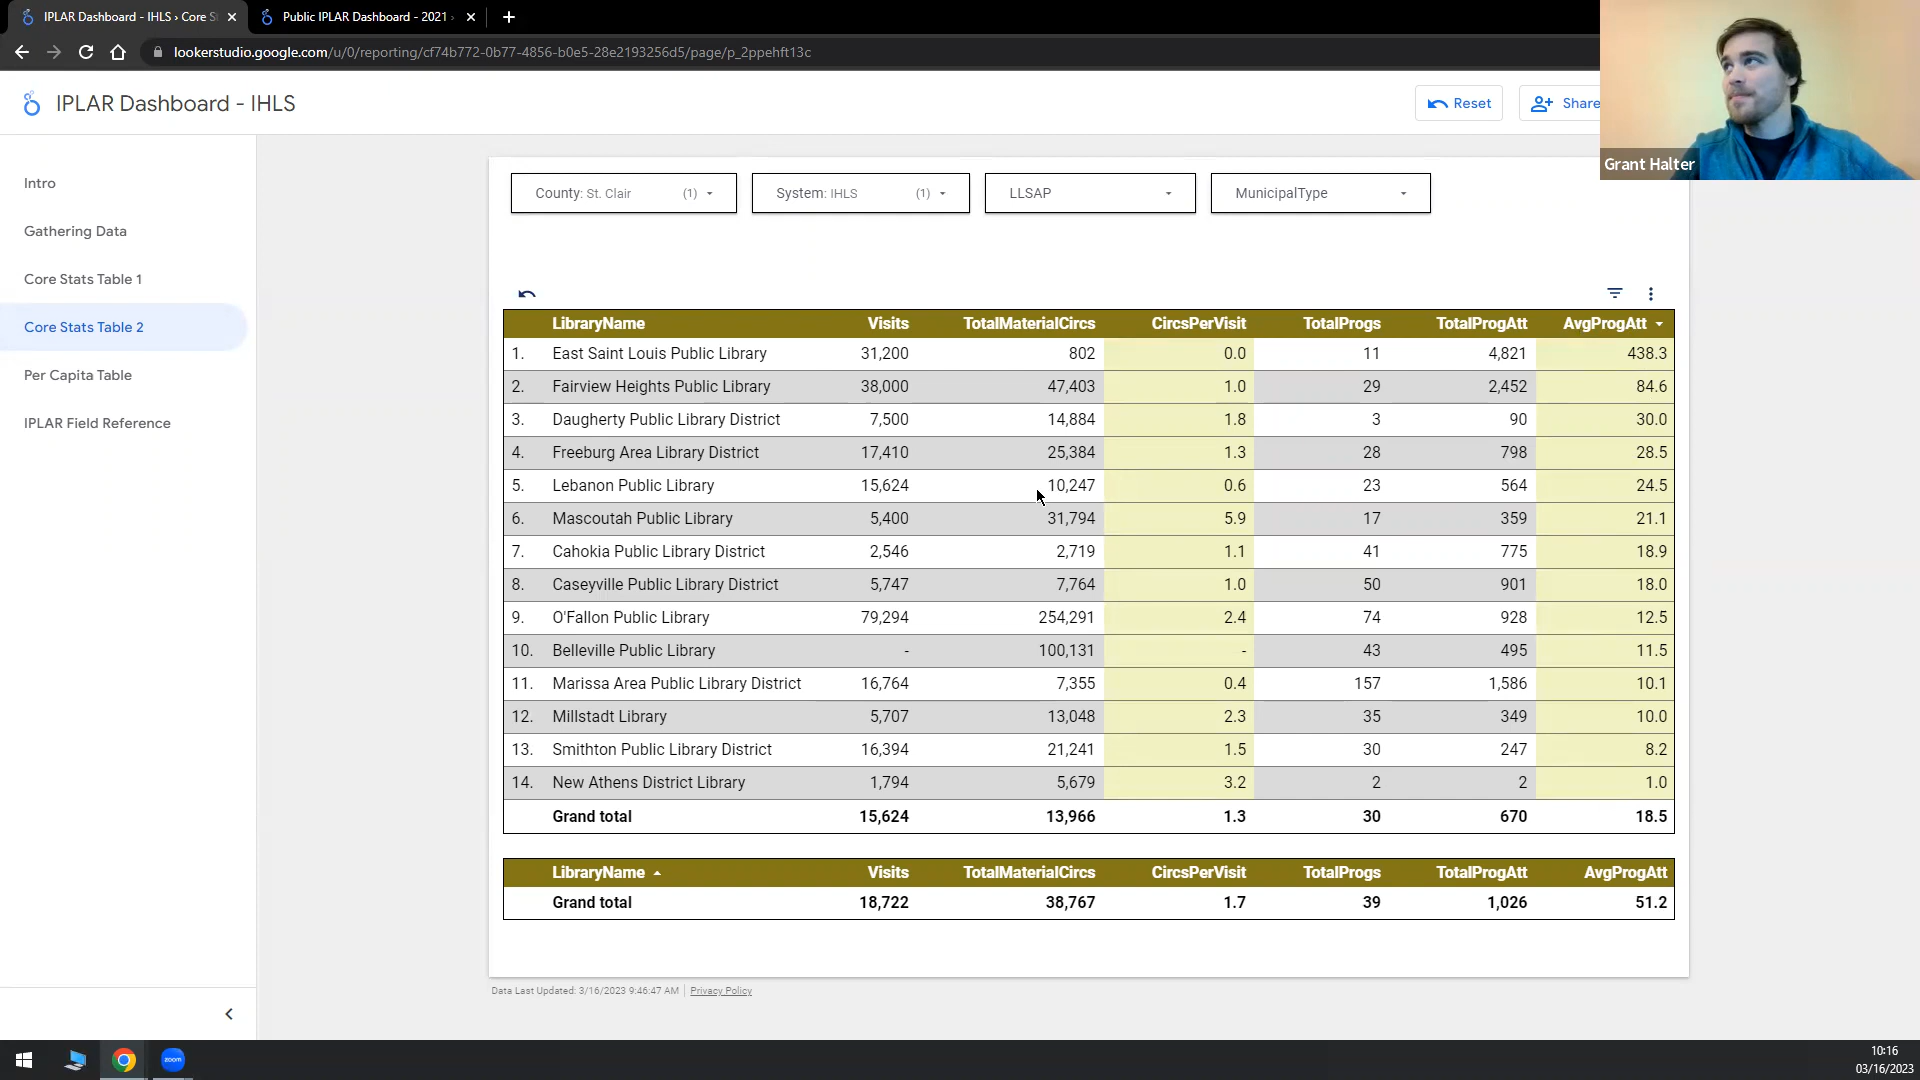 IPLAR Dashboard - IHLS › Core S
Public IPLAR Dashboard - 2021 ›
lookerstudio.google.com/u/0/reporting/cf74b772-0b77-4856-b0e5-28e2193256d5/page/p_2ppehft13c
IPLAR Dashboard - IHLS
Reset
Share
Grant Halter
Intro
Gathering Data
Core Stats Table 1
Core Stats Table 2
Per Capita Table
IPLAR Field Reference
County: St. Clair (1)
System: IHLS (1)
LLSAP
MunicipalType
LibraryName Visits TotalMaterialCircs CircsPerVisit TotalProgs TotalProgAtt AvgProgAtt
1. East Saint Louis Public Library 31,200 802 0.0 11 4,821 438.3
2. Fairview Heights Public Library 38,000 47,403 1.0 29 2,452 84.6
3. Daugherty Public Library District 7,500 14,884 1.8 3 90 30.0
4. Freeburg Area Library District 17,410 25,384 1.3 28 798 28.5
5. Lebanon Public Library 15,624 10,247 0.6 23 564 24.5
6. Mascoutah Public Library 5,400 31,794 5.9 17 359 21.1
7. Cahokia Public Library District 2,546 2,719 1.1 41 775 18.9
8. Caseyville Public Library District 5,747 7,764 1.0 50 901 18.0
9. O'Fallon Public Library 79,294 254,291 2.4 74 928 12.5
10. Belleville Public Library - 100,131 - 43 495 11.5
11. Marissa Area Public Library District 16,764 7,355 0.4 157 1,586 10.1
12. Millstadt Library 5,707 13,048 2.3 35 349 10.0
13. Smithton Public Library District 16,394 21,241 1.5 30 247 8.2
14. New Athens District Library 1,794 5,679 3.2 2 2 1.0
Grand total 15,624 13,966 1.3 30 670 18.5
LibraryName Visits TotalMaterialCircs CircsPerVisit TotalProgs TotalProgAtt AvgProgAtt
Grand total 18,722 38,767 1.7 39 1,026 51.2
Data Last Updated: 3/16/2023 9:46:47 AM | Privacy Policy
zoom
10:16
03/16/2023